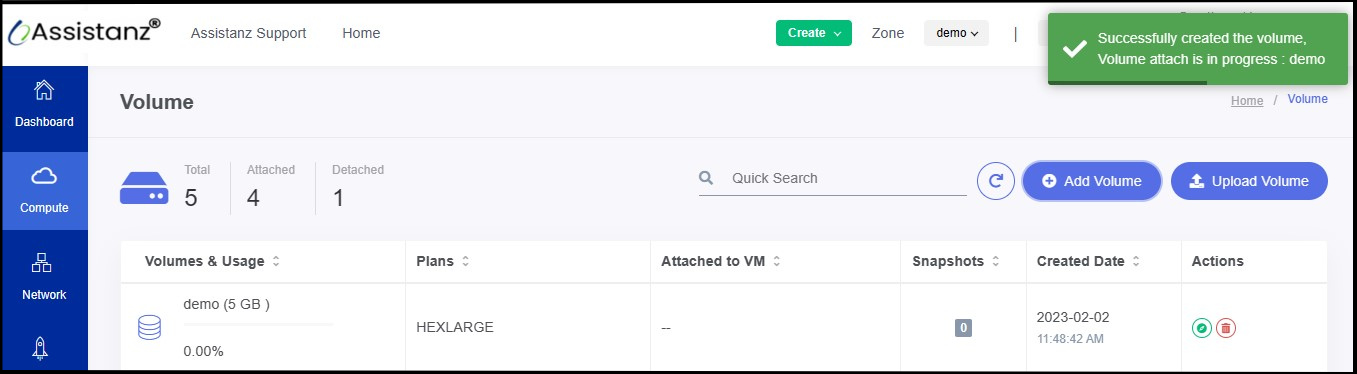 Assistanz®
Assistanz Support
Home
Create
Zone
demo
|
Successfully created the volume,
Volume attach is in progress : demo
Dashboard
Compute
Network
Volume
Home / Volume
Total
5
Attached
4
Detached
1
Quick Search
Add Volume
Upload Volume
Volumes & Usage
Plans
Attached to VM
Snapshots
Created Date
Actions
demo (5 GB )
0.00%
HEXLARGE
--
0
2023-02-02
11:48:42 AM